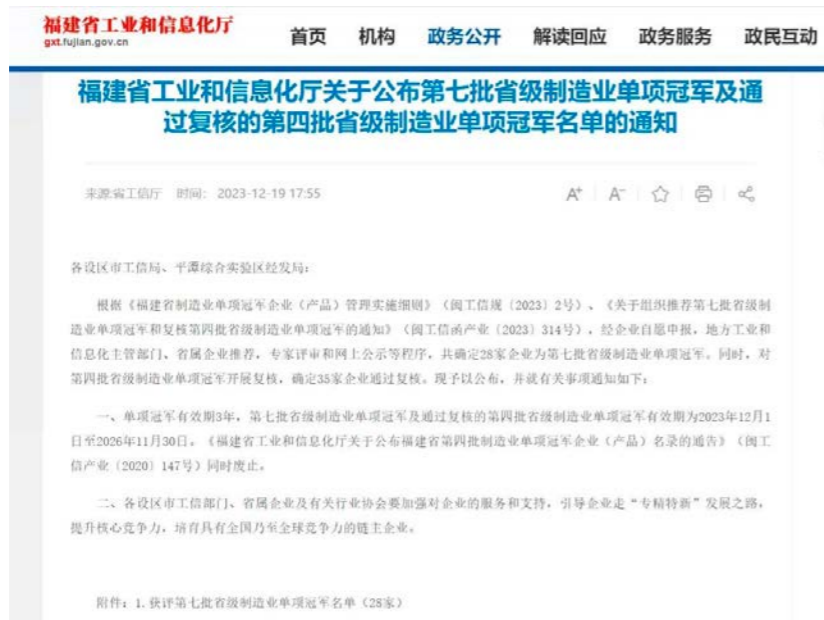 福建省工业和信息化厅
gxt.fujian.gov.cn
首页 机构 政务公开 解读回应 政务服务 政民互动
福建省工业和信息化厅关于公布第七批省级制造业单项冠军及通
过复核的第四批省级制造业单项冠军名单的通知
来源:省工信厅 时间: 2023-12-19 17:55
A+ A-
各设区市工信局、平潭综合实验区经发局:
根据《福建省制造业单项冠军企业（产品）管理实施细则》（闽工信规〔2023〕2号）、《关于组织推荐第七批省级制
造业单项冠军和复核第四批省级制造业单项冠军的通知》（闽工信函产业〔2023〕314号），经企业自愿申报，地方工业和
信息化主管部门、省属企业推荐，专家评审和网上公示等程序，共确定28家企业为第七批省级制造业单项冠军。同时，对
第四批省级制造业单项冠军开展复核，确定35家企业通过复核。现予以公布，并就有关事项通知如下:
一、单项冠军有效期3年，第七批省级制造业单项冠军及通过复核的第四批省级制造业单项冠军有效期为2023年12月1
日至2026年11月30日。《福建省工业和信息化厅关于公布福建省第四批制造业单项冠军企业（产品）名录的通告》（闽工
信产业〔2020〕147号）同时废止。
二、各设区市工信部门、省属企业及有关行业协会要加强对企业的服务和支持，引导企业走“专精特新”发展之路，
提升核心竞争力，培育具有全国乃至全球竞争力的链主企业。
附件: 1. 获评第七批省级制造业单项冠军名单（28家）